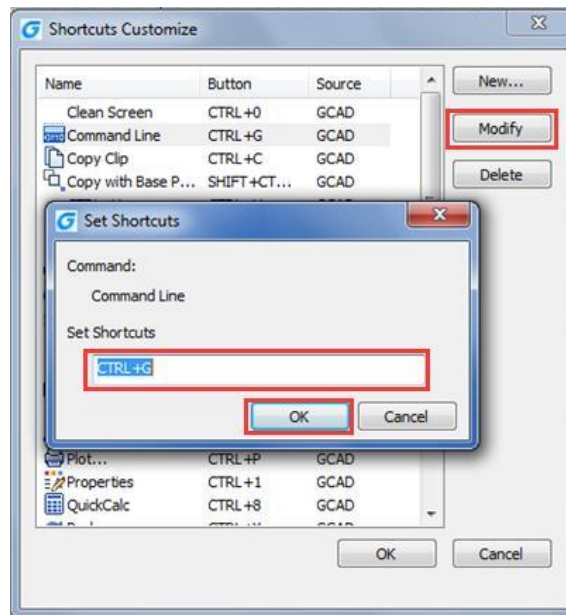 Shortcuts Customize
Name Button Source
New...
Clean Screen CTRL+0 GCAD
Command Line CTRL+G GCAD
Modify
Copy Clip CTRL+C GCAD
Copy with Base P... SHIFT+CT... GCAD
Delete
Set Shortcuts
Command:
Command Line
Set Shortcuts
CTRL+G
OK Cancel
Plot... CTRL+P GCAD
Properties CTRL+1 GCAD
QuickCalc CTRL+8 GCAD
OK Cancel